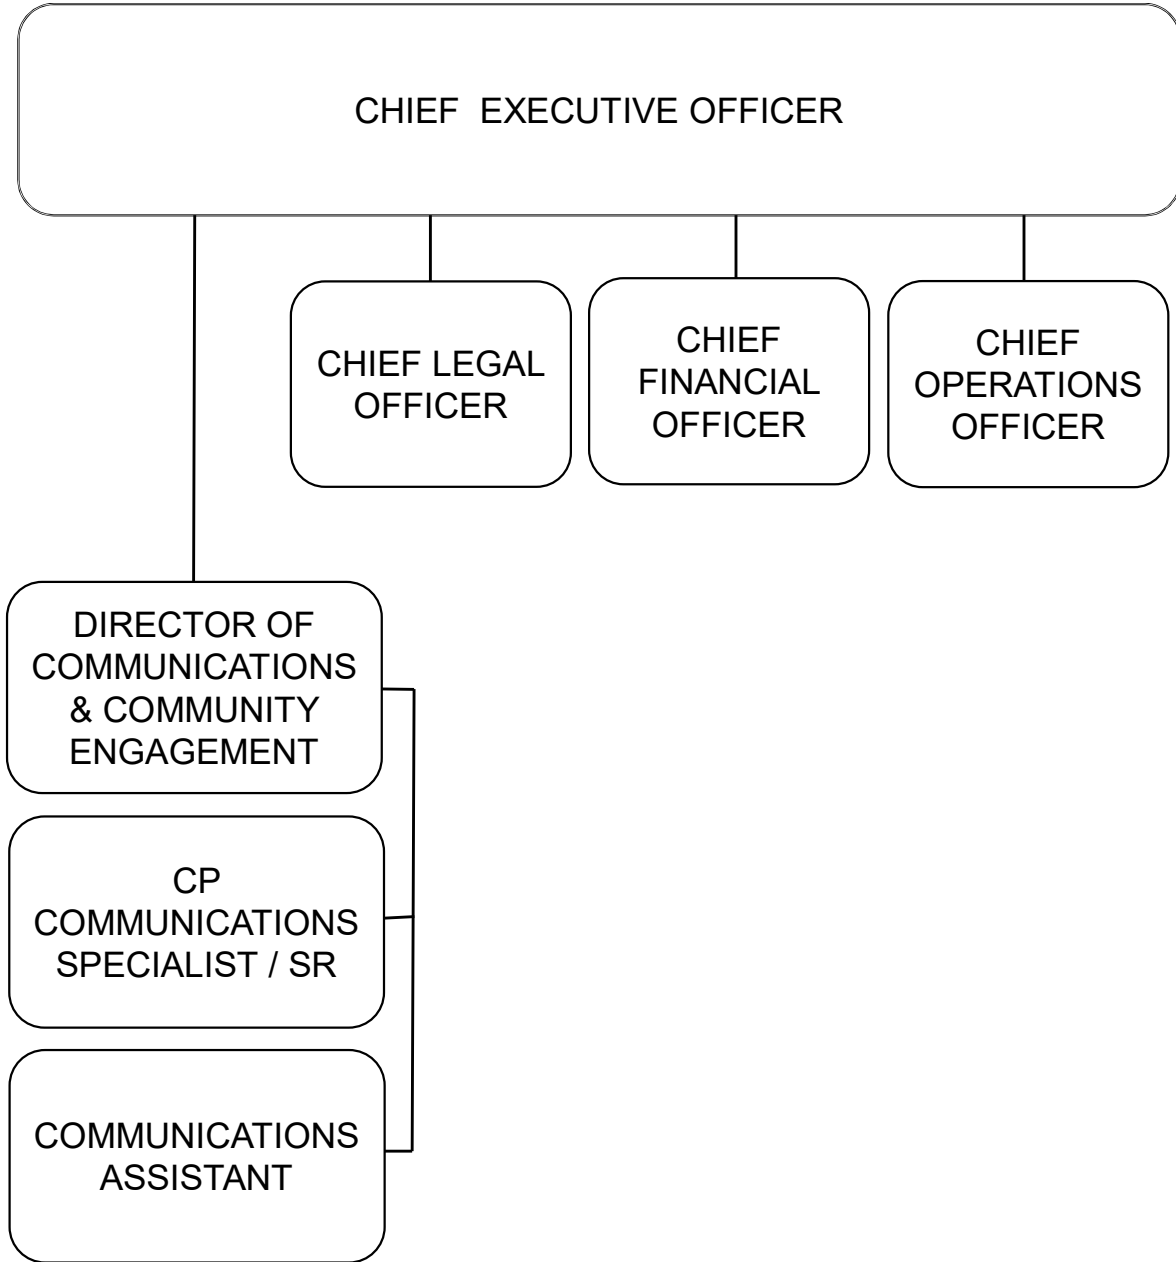 CHIEF EXECUTIVE OFFICER
CHIEF LEGAL
OFFICER
CHIEF
FINANCIAL
OFFICER
CHIEF
OPERATIONS
OFFICER
DIRECTOR OF
COMMUNICATIONS
& COMMUNITY
ENGAGEMENT
CP
COMMUNICATIONS
SPECIALIST / SR
COMMUNICATIONS
ASSISTANT